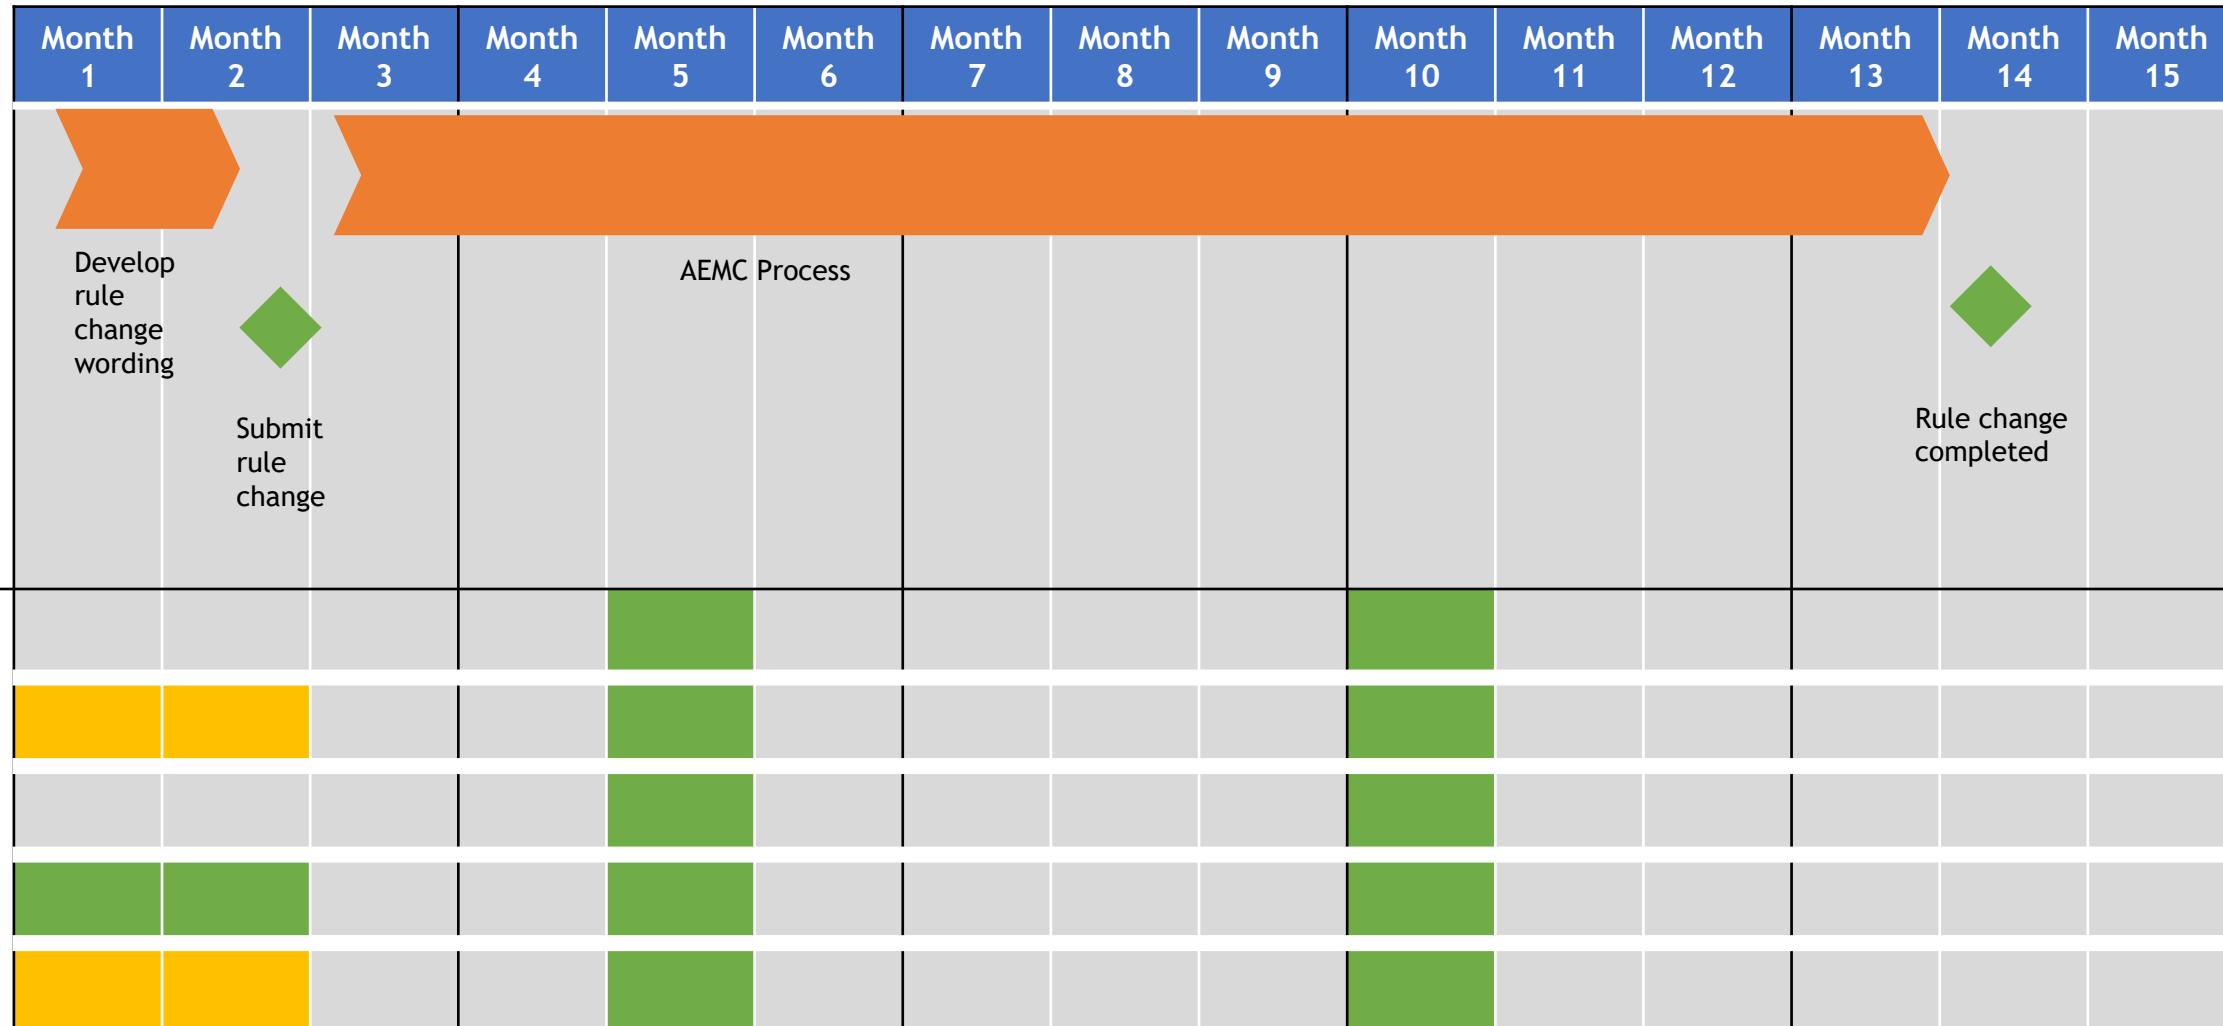 Month Month Month Month Month Month Month Month Month Month Month Month Month Month Month
1 2 3 4 5 6 7 8 9 10 11 12 13 14 15
Develop
rule
change
wording
Submit
rule
change
AEMC Process
Rule change
completed